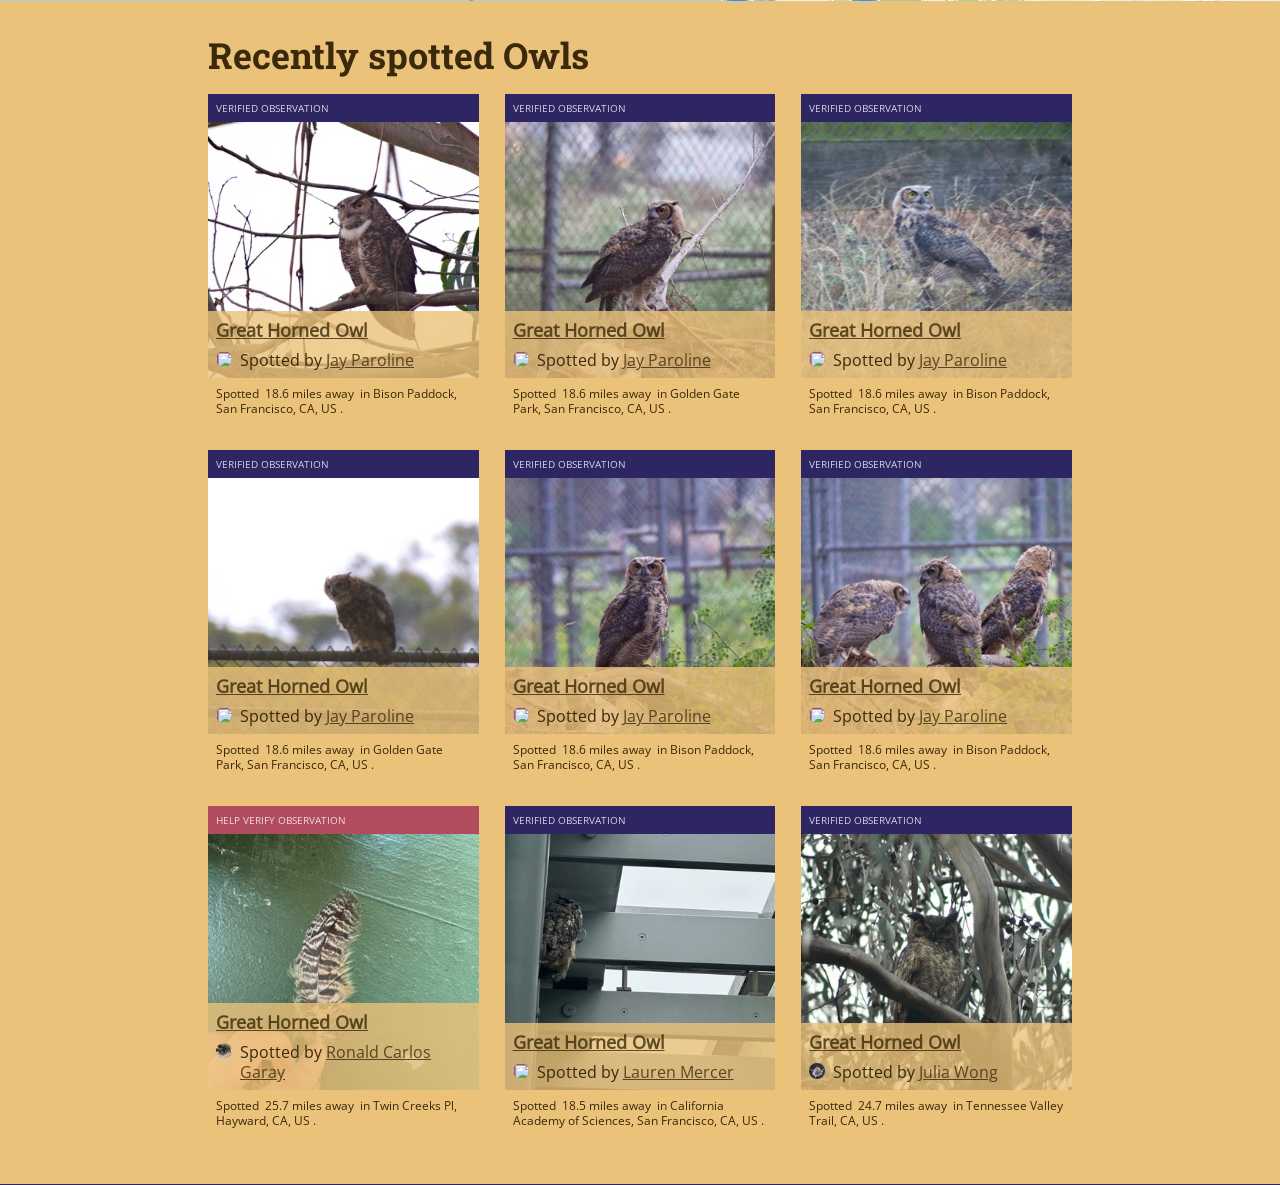 Recently spotted Owls
VERIFIED OBSERVATION
Great Horned Owl
Spotted by Jay Paroline
Spotted 18.6 miles away in Bison Paddock,
San Francisco, CA, US .
VERIFIED OBSERVATION
Great Horned Owl
Spotted by Jay Paroline
Spotted 18.6 miles away in Golden Gate
Park, San Francisco, CA, US .
VERIFIED OBSERVATION
Great Horned Owl
Spotted by Jay Paroline
Spotted 18.6 miles away in Bison Paddock,
San Francisco, CA, US .
VERIFIED OBSERVATION
Great Horned Owl
Spotted by Jay Paroline
Spotted 18.6 miles away in Golden Gate
Park, San Francisco, CA, US .
VERIFIED OBSERVATION
Great Horned Owl
Spotted by Jay Paroline
Spotted 18.6 miles away in Bison Paddock,
San Francisco, CA, US .
VERIFIED OBSERVATION
Great Horned Owl
Spotted by Jay Paroline
Spotted 18.6 miles away in Bison Paddock,
San Francisco, CA, US .
HELP VERIFY OBSERVATION
Great Horned Owl
Spotted by Ronald Carlos
Garay
Spotted 25.7 miles away in Twin Creeks Pl,
Hayward, CA, US .
VERIFIED OBSERVATION
Great Horned Owl
Spotted by Lauren Mercer
Spotted 18.5 miles away in California
Academy of Sciences, San Francisco, CA, US .
VERIFIED OBSERVATION
Great Horned Owl
Spotted by Julia Wong
Spotted 24.7 miles away in Tennessee Valley
Trail, CA, US .